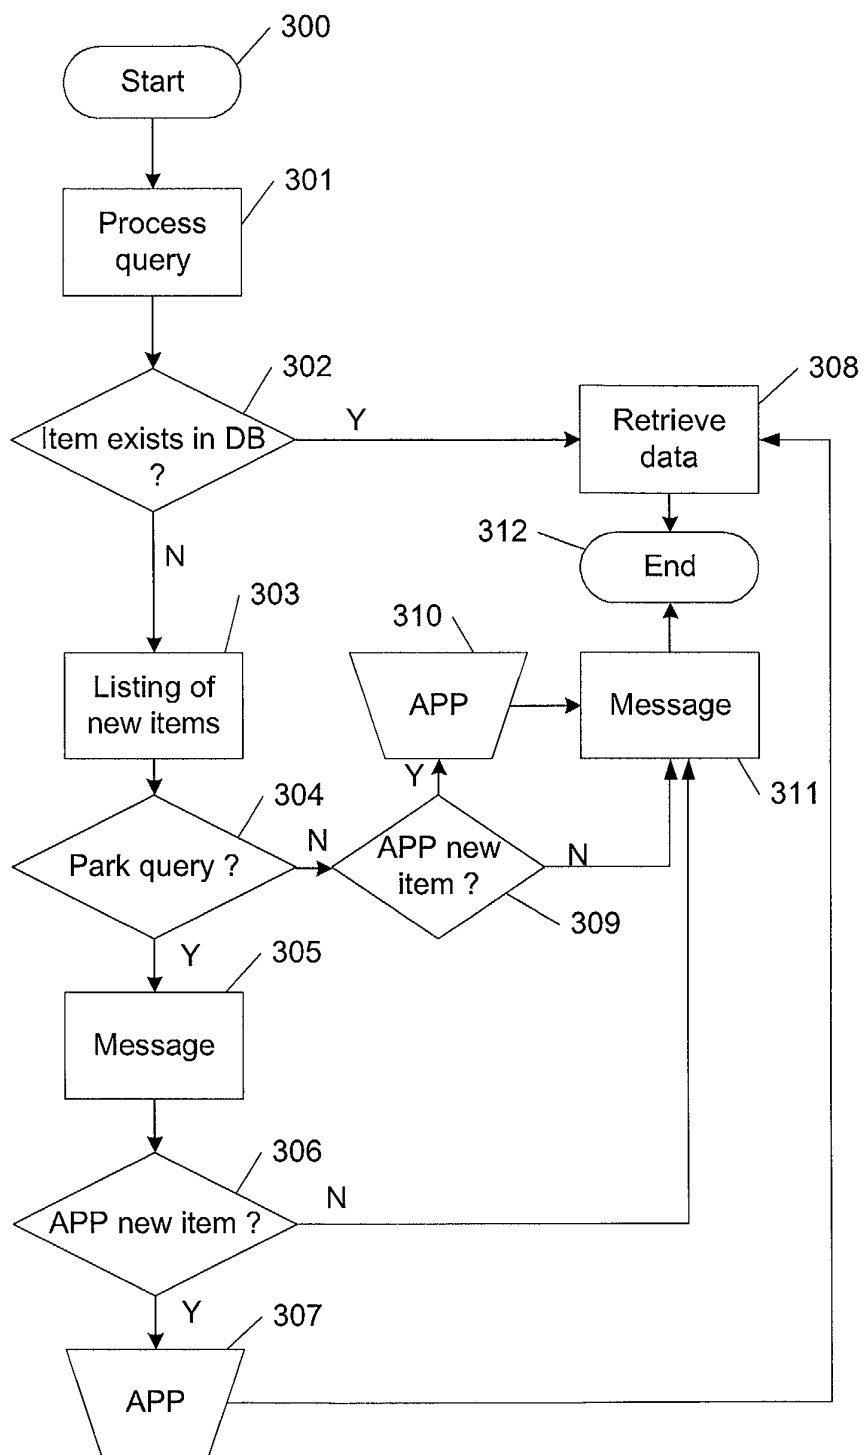 300
Start
301
Process
query
302
Item exists in DB
?
Y
308
Retrieve
data
312
End
N
303
Listing of
new items
310
APP
Message
311
304
Park query ?
N
Y
APP new
item ?
N
309
Y
305
Message
306
APP new item ?
N
Y
307
APP